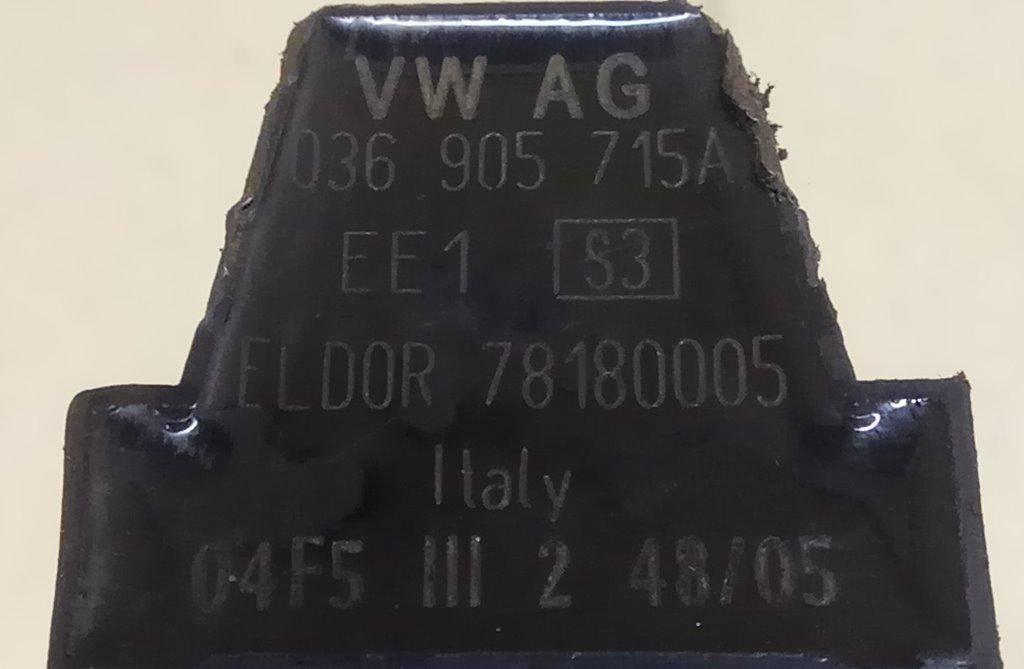 VW AG
036 905 715A
EE1 S3
ELDOR 78180005
Italy
04F5 III 2 48/05